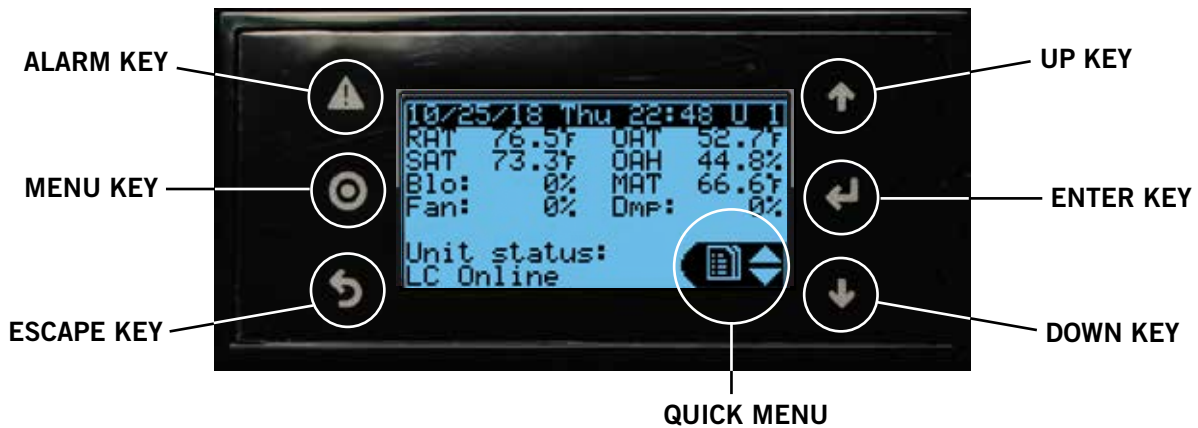 ALARM KEY
UP KEY
10/25/18 Thu 22:48 U 1
RAT 76.5°F OAT 52.7°F
SAT 73.3°F OAH 44.8%
MENU KEY
Blo: 0% MAT 66.6°F
ENTER KEY
Fan: 0% Dmp: 0%
Unit status:
LC Online
ESCAPE KEY
DOWN KEY
QUICK MENU